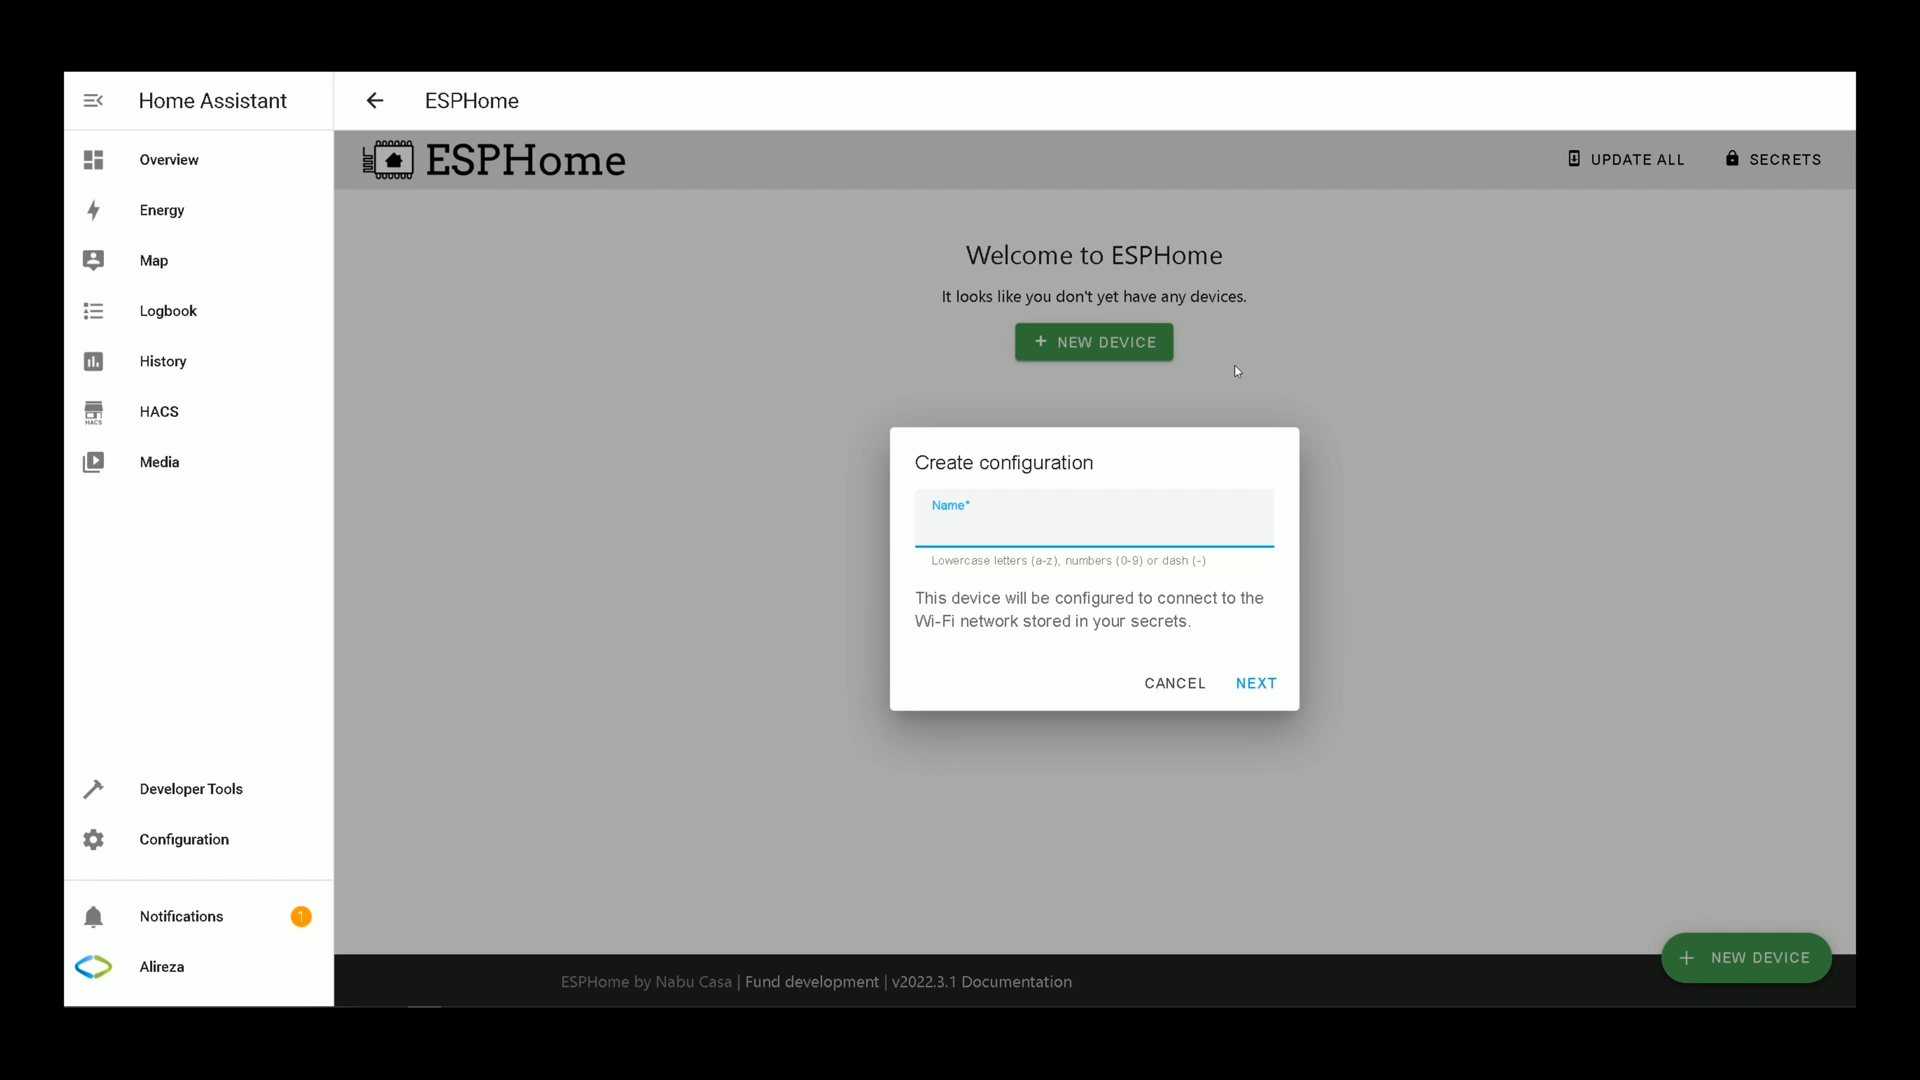 Home Assistant
ESPHome
Overview
Energy
Map
Logbook
History
HACS
HACS
Media
Developer Tools
Configuration
Notifications
1
Alireza
ESPHome
UPDATE ALL
SECRETS
Welcome to ESPHome
It looks like you don't yet have any devices.
+ NEW DEVICE
Create configuration
Name*
Lowercase letters (a-z), numbers (0-9) or dash (-)
This device will be configured to connect to the
Wi-Fi network stored in your secrets.
CANCEL
NEXT
+ NEW DEVICE
ESPHome by Nabu Casa | Fund development | v2022.3.1 Documentation